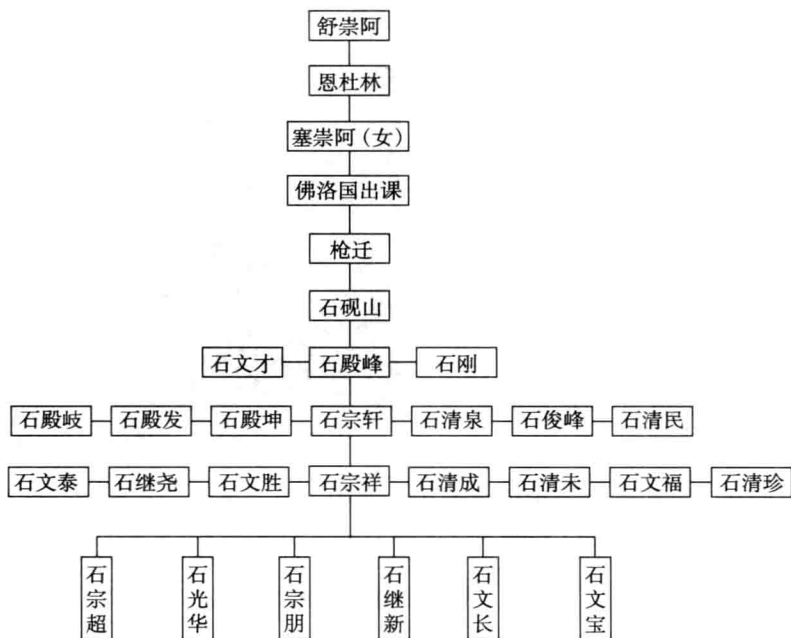 舒崇阿
恩杜林
塞崇阿（女）
佛洛国出课
枪迁
石砚山
石文才 石殿峰 石刚
石殿岐 石殿发 石殿坤 石宗轩 石清泉 石俊峰 石清民
石文泰 石继尧 石文胜 石宗祥 石清成 石清未 石文福 石清珍
石宗超 石光华 石宗朋 石继新 石文长 石文宝